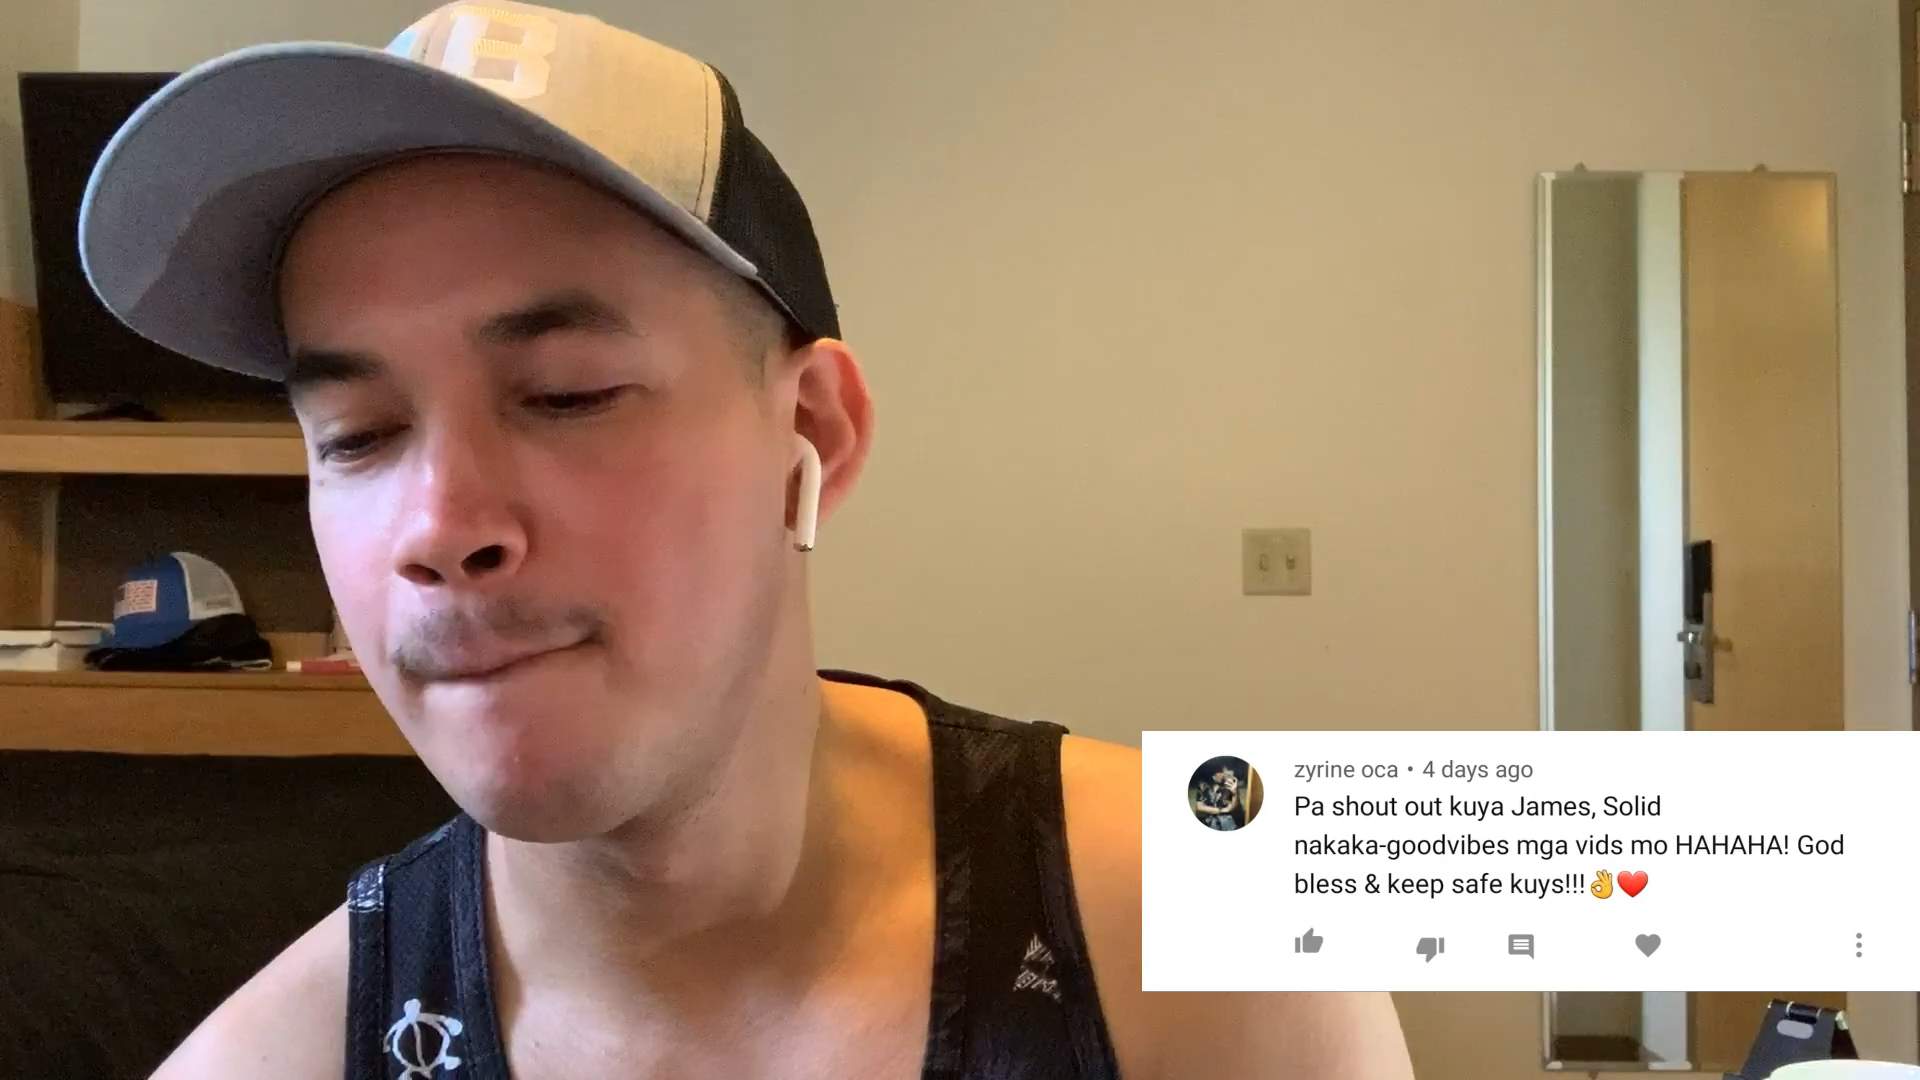 B
zyrine oca • 4 days ago
Pa shout out kuya James, Solid
nakaka-goodvibes mga vids mo HAHAHA! God
bless & keep safe kuys!!!👌❤️